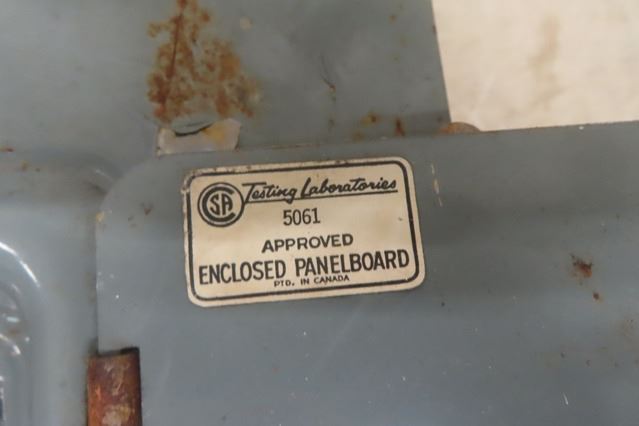 CSA Testing Laboratories
5061
APPROVED
ENCLOSED PANELBOARD
PTD. IN CANADA